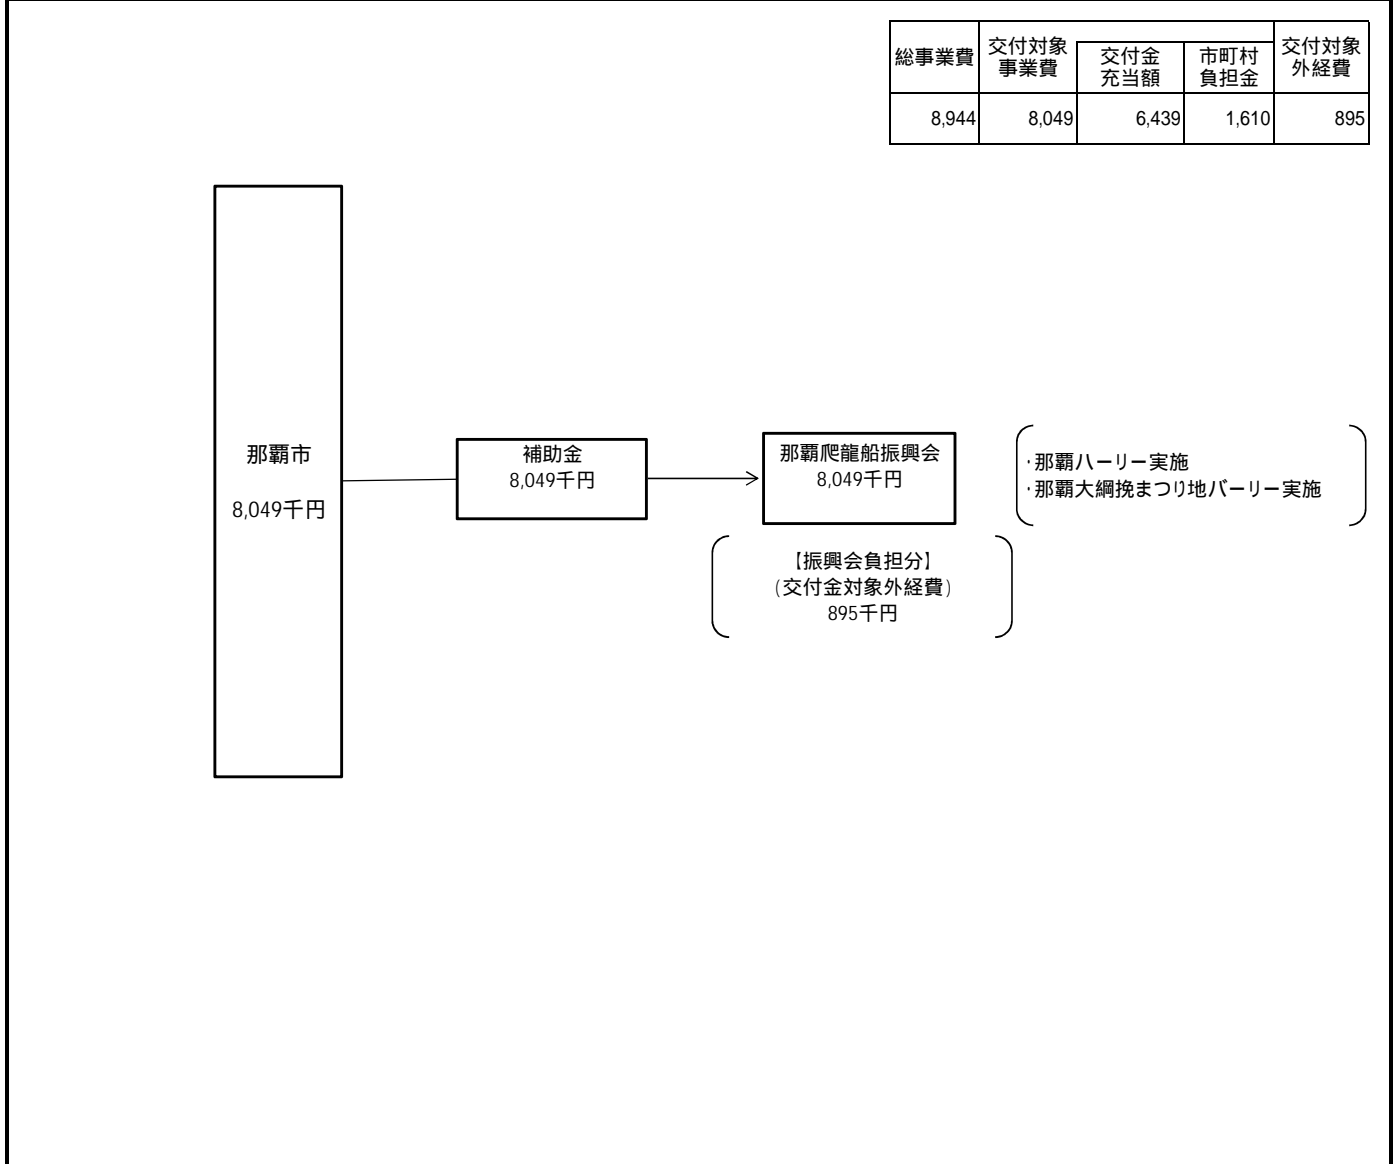 総事業費
交付対象
事業費
交付金
充当額
市町村
負担金
交付対象
外経費
8,944
8,049
6,439
1,610
895
那覇市
8,049千円
補助金
8,049千円
那覇爬龍船振興会
8,049千円
・那覇ハーリー実施
・那覇大綱挽まつり地バーリー実施
【振興会負担分】
(交付金対象外経費)
895千円